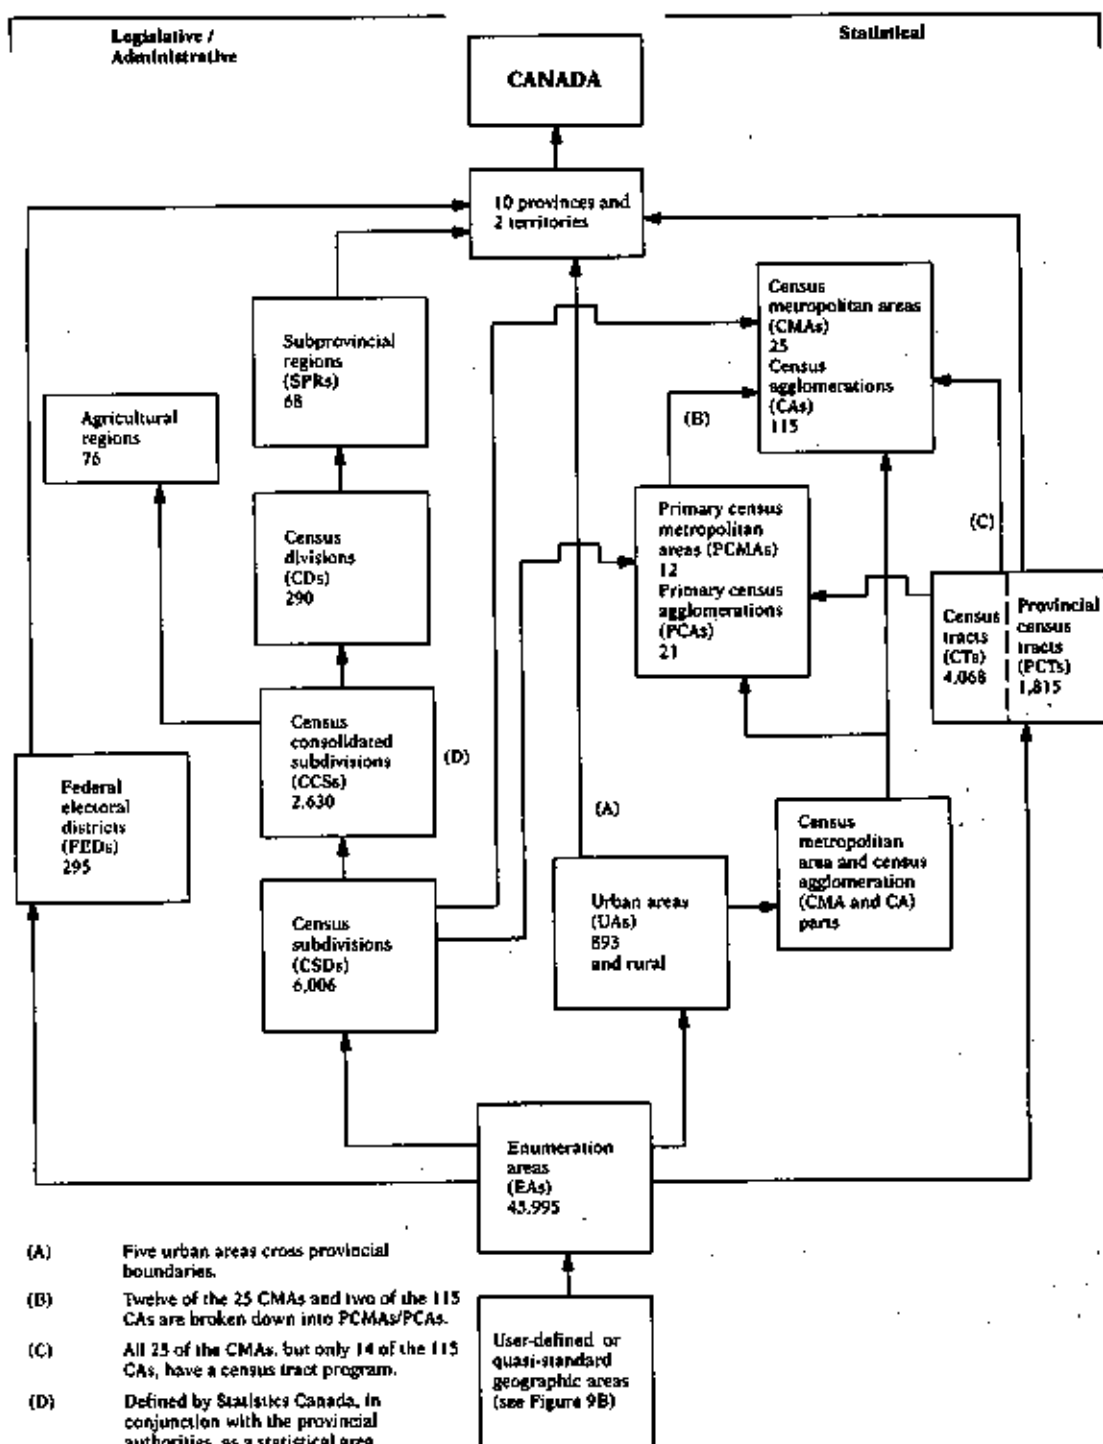 Legislative /
Administrative
Statistical
CANADA
10 provinces and
2 territories
Census
metropolitan areas
(CMAs)
25
Census
agglomerations
(CAs)
115
Subprovincial
regions
(SPRs)
68
Agricultural
regions
76
(B)
Primary census
metropolitan
areas (PCMAs)
12
Primary census
agglomerations
(PCAs)
21
(C)
Census
divisions
(CDs)
290
Census
tracts
(CTs)
4,068
Provincial
census
tracts
(PCTs)
1,815
Census
consolidated
subdivisions
(CCSs)
2,630
(D)
Federal
electoral
districts
(FEDs)
295
(A)
Census
metropolitan
area and census
agglomeration
(CMA and CA)
parts
Urban areas
(UAs)
893
and rural
Census
subdivisions
(CSDs)
6,006
Enumeration
areas
(EAs)
45,995
(A) Five urban areas cross provincial
boundaries.
(B) Twelve of the 25 CMAs and two of the 115
CAs are broken down into PCMAs/PCAs.
(C) All 25 of the CMAs, but only 14 of the 115
CAs, have a census tract program.
(D) Defined by Statistics Canada, in
conjunction with the provincial
authorities, as a statistical area
User-defined or
quasi-standard
geographic areas
(see Figure 9B)